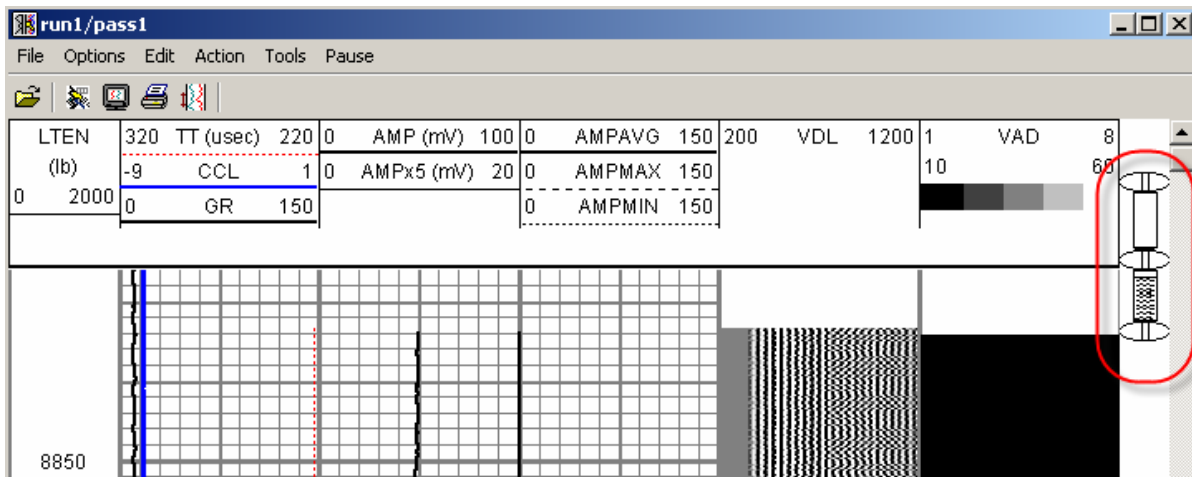 run1/pass1
File Options Edit Action Tools Pause
LTEN 320 TT (usec) 220 0 AMP (mV) 100 0 AMPAVG 150 200 VDL 1200 1 VAD 8
(lb) -9 CCL 1 0 AMPx5 (mV) 20 0 AMPMAX 150 10 60
0 2000 0 GR 150 0 AMPMIN 150
8850